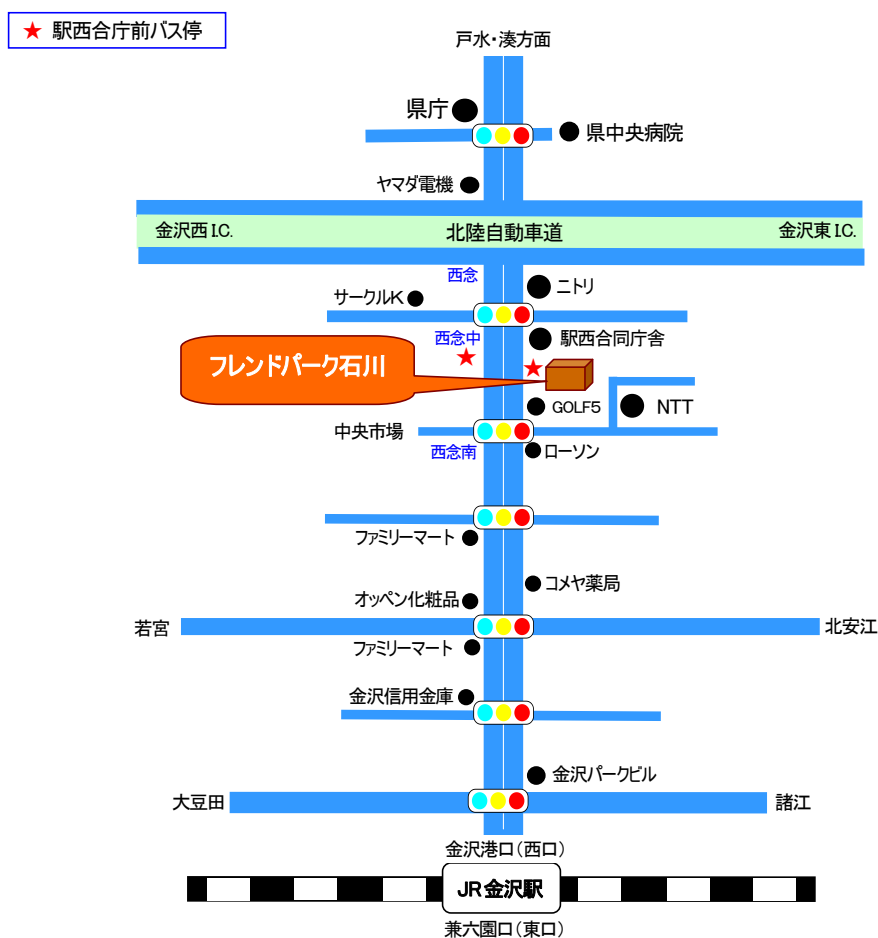 ★ 駅西合庁前バス停
戸水・湊方面
県庁
県中央病院
ヤマダ電機
金沢西 I.C.
北陸自動車道
金沢東 I.C.
西念
ニトリ
サークルK
西念中
駅西合同庁舎
フレンドパーク石川
GOLF5
NTT
中央市場
西念南
ローソン
ファミリーマート
コメヤ薬局
オッペン化粧品
若宮
北安江
ファミリーマート
金沢信用金庫
金沢パークビル
大豆田
諸江
金沢港口（西口）
JR金沢駅
兼六園口（東口）